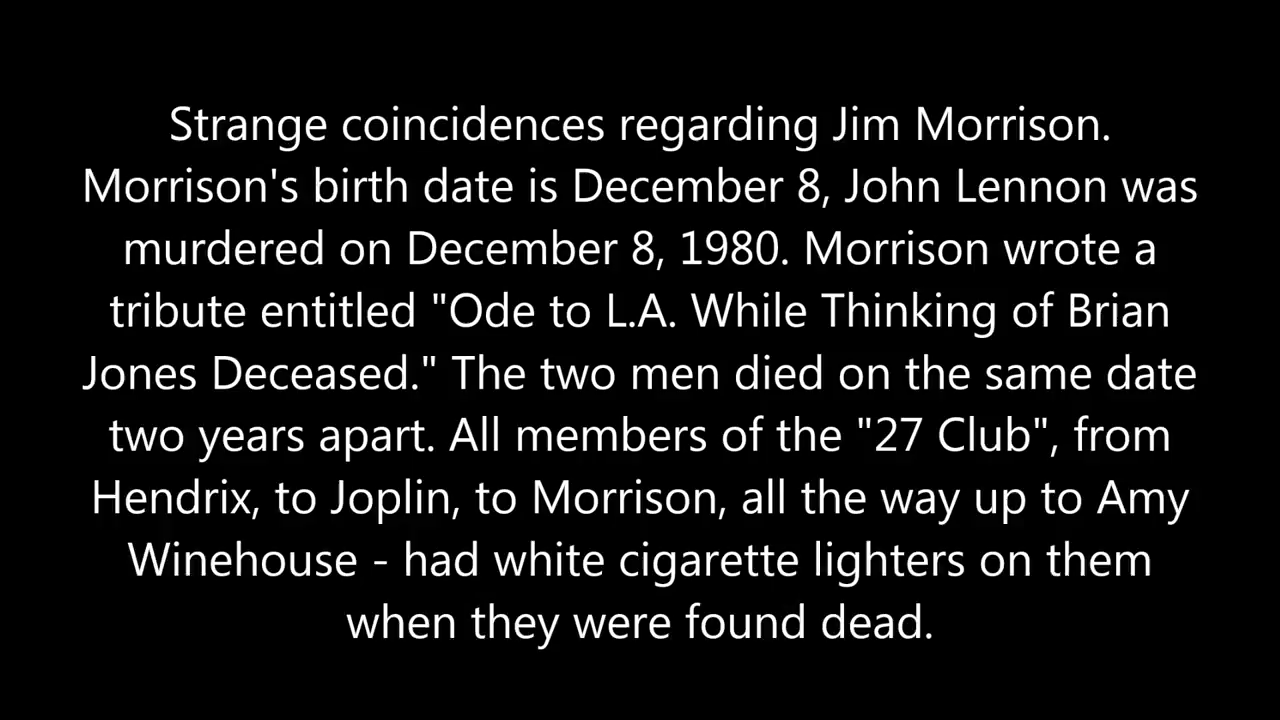 Strange coincidences regarding Jim Morrison.
Morrison's birth date is December 8, John Lennon was
murdered on December 8, 1980. Morrison wrote a
tribute entitled "Ode to L.A. While Thinking of Brian
Jones Deceased." The two men died on the same date
two years apart. All members of the "27 Club", from
Hendrix, to Joplin, to Morrison, all the way up to Amy
Winehouse - had white cigarette lighters on them
when they were found dead.